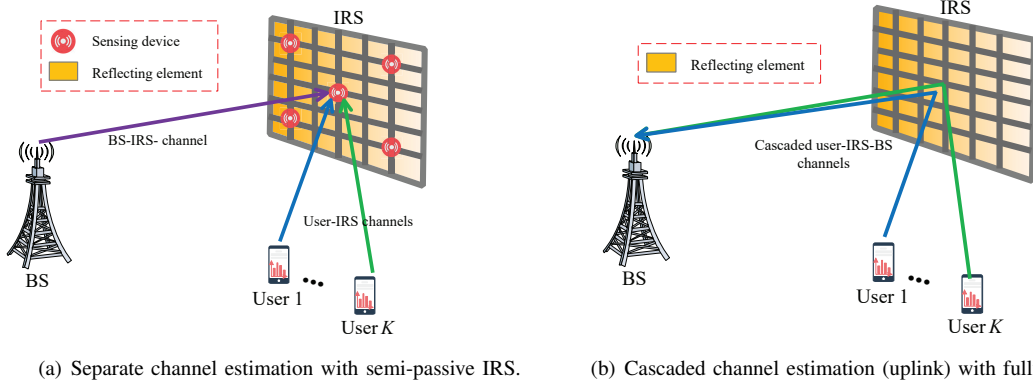 IRS
Sensing device
Reflecting element
BS-IRS- channel
User-IRS channels
BS
User 1
User K
(a) Separate channel estimation with semi-passive IRS.
IRS
Reflecting element
Cascaded user-IRS-BS
channels
BS
User 1
User K
(b) Cascaded channel estimation (uplink) with full